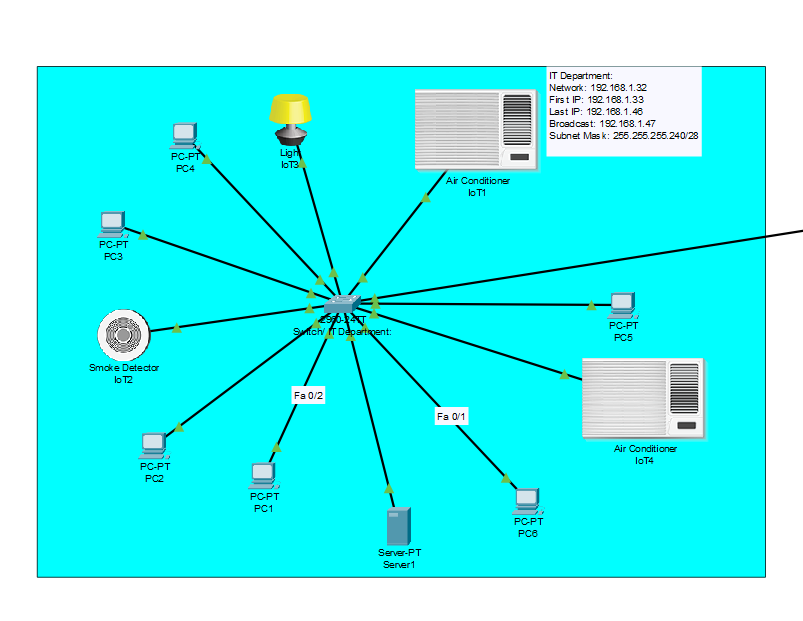 IT Department:
Network: 192.168.1.32
First IP: 192.168.1.33
Last IP: 192.168.1.46
Broadcast: 192.168.1.47
Subnet Mask: 255.255.255.240/28
PC-PT
PC4
Light
IoT3
Air Conditioner
IoT1
PC-PT
PC3
2960-24TT
Switch/ IT Department:
PC-PT
PC5
Smoke Detector
IoT2
Fa 0/2
Fa 0/1
Air Conditioner
IoT4
PC-PT
PC2
PC-PT
PC1
PC-PT
PC6
Server-PT
Server1